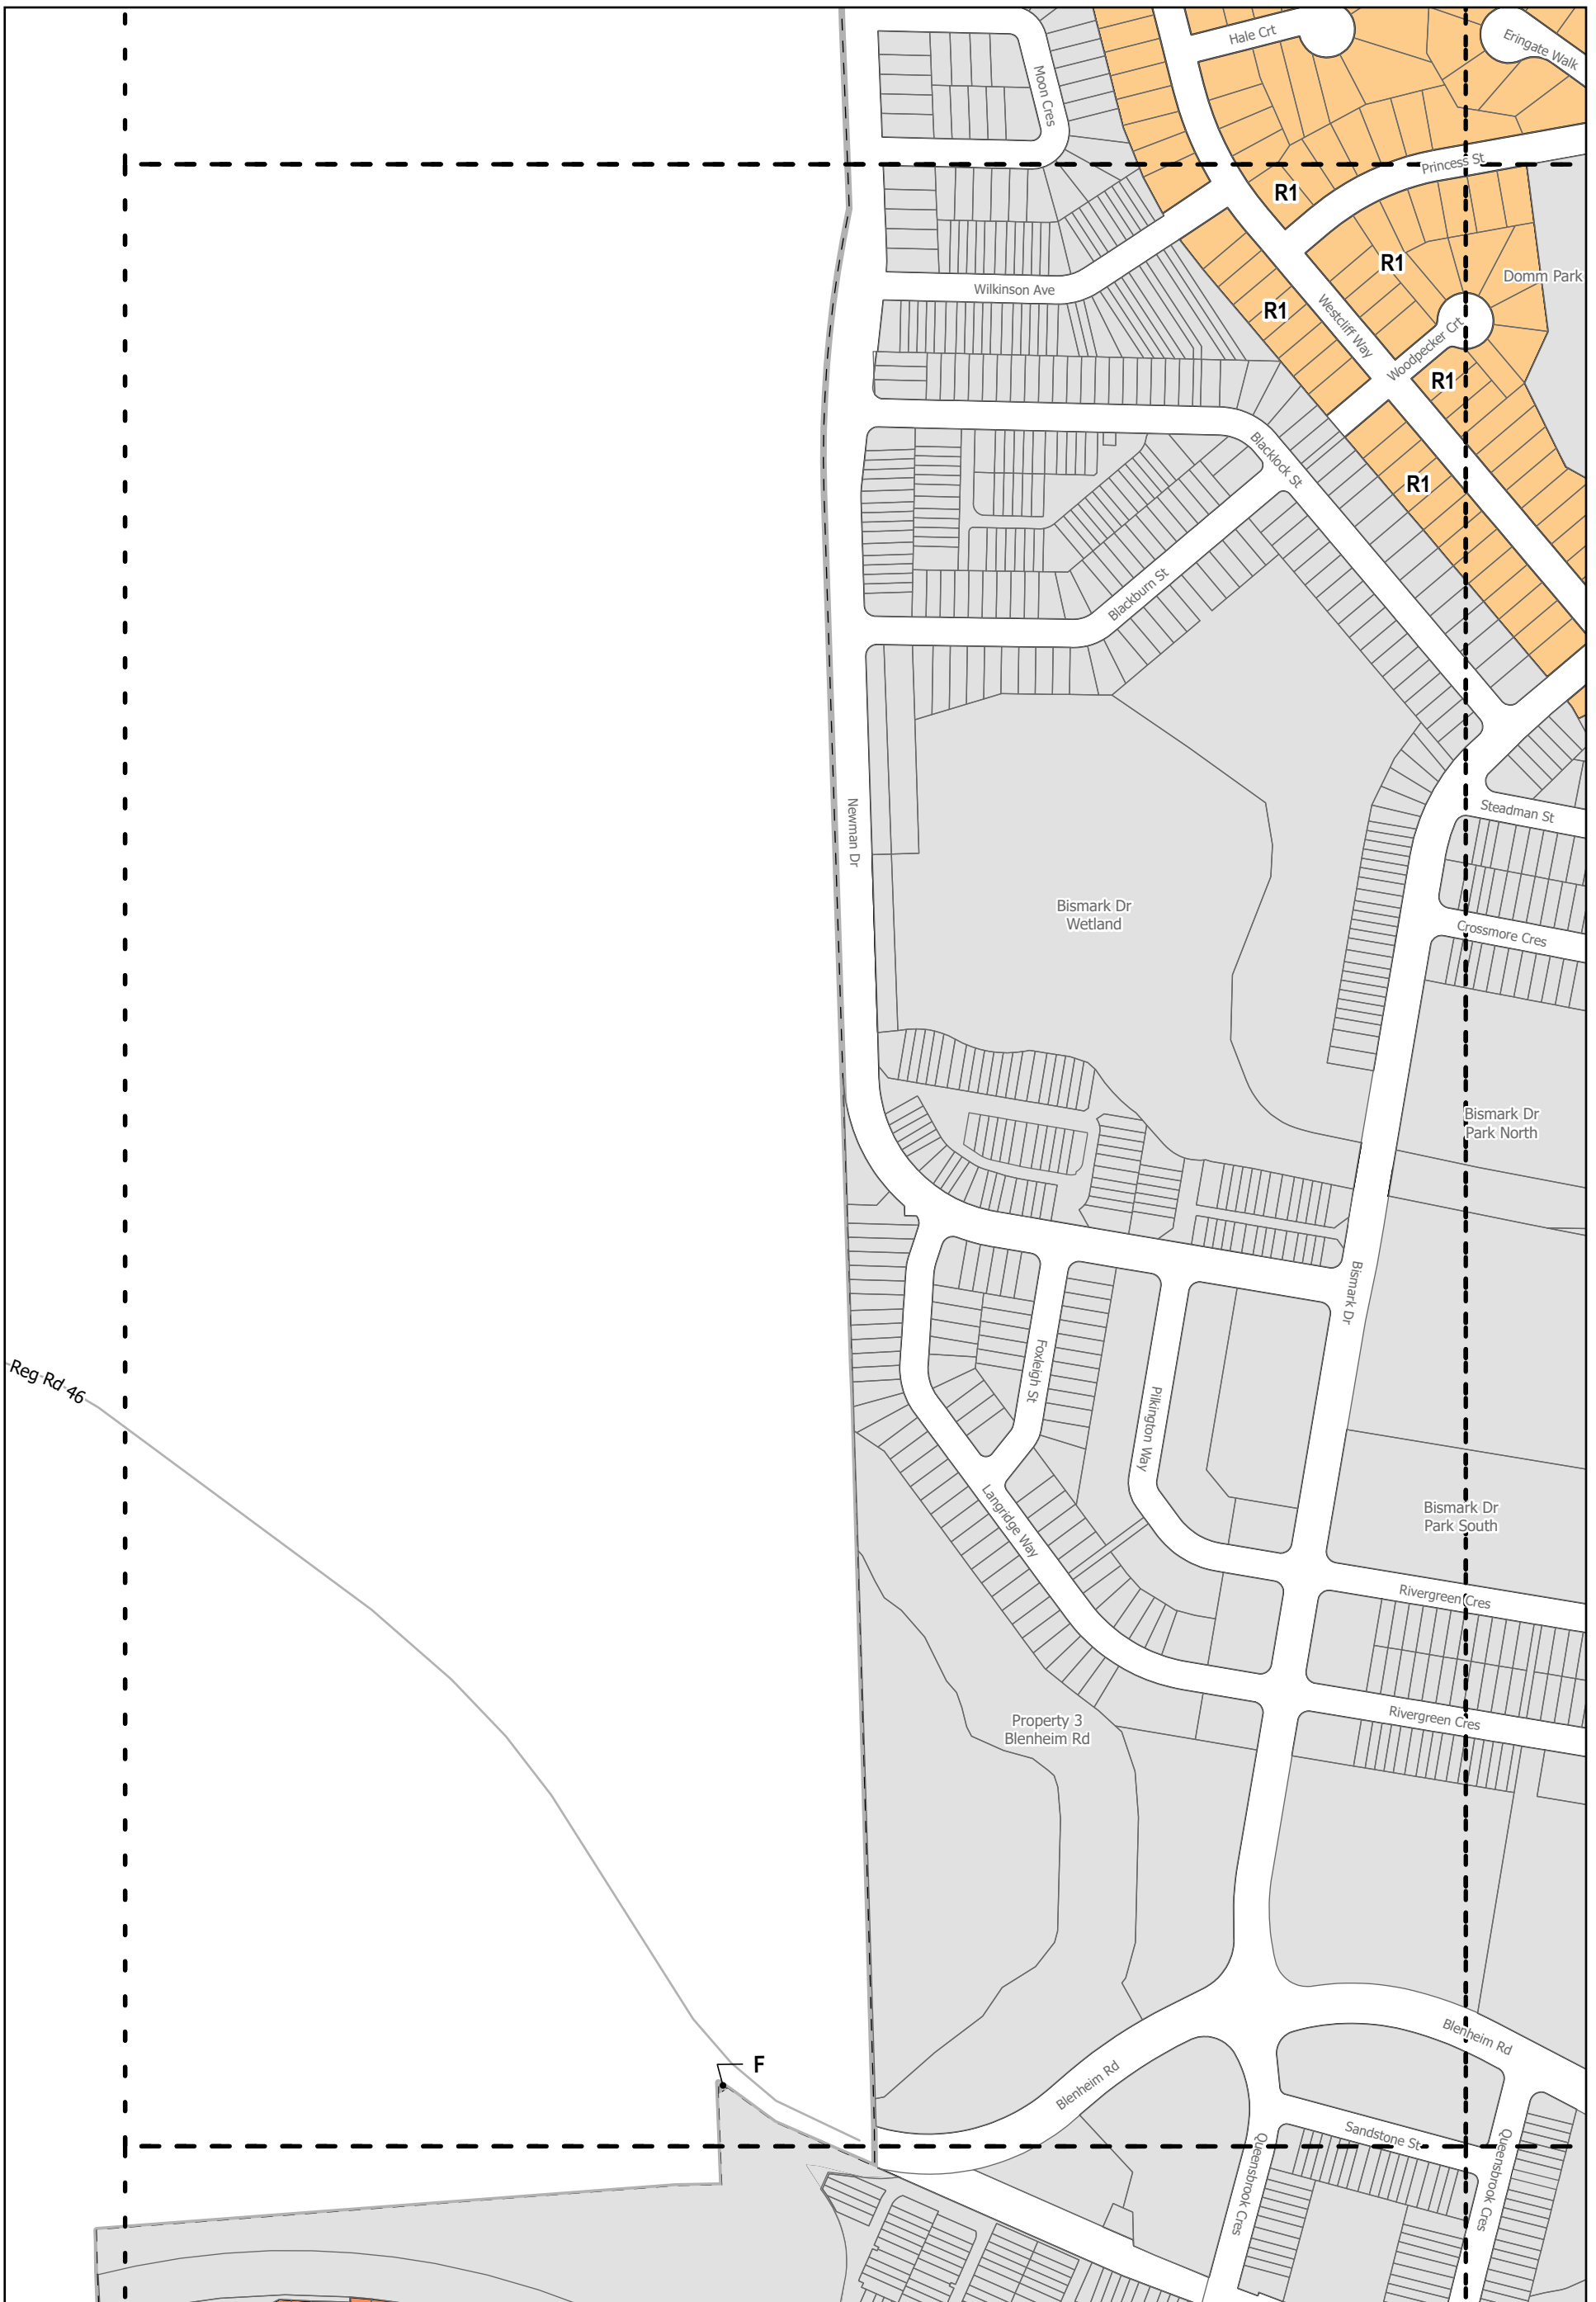 Hale Crt
Eringate Walk
Moon Cres
Princess St
R1
R1
Domm Park
Wilkinson Ave
R1
Westcliff Way
Woodpecker Crt
R1
Blacklock St
R1
Blackburn St
Newman Dr
Steadman St
Bismark Dr
Wetland
Crossmore Cres
Bismark Dr
Park North
Bismark Dr
Reg Rd 46
Foxleigh St
Pilkington Way
Langridge Way
Bismark Dr
Park South
Rivergreen Cres
Property 3
Blenheim Rd
Rivergreen Cres
Blenheim Rd
F
Blenheim Rd
Sandstone St
Queensbrook Cres
Queensbrook Cres